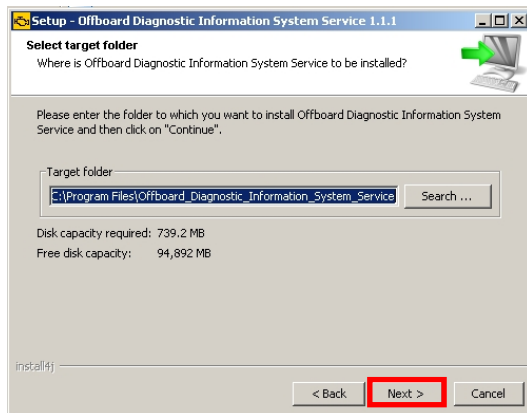 Setup - Offboard Diagnostic Information System Service 1.1.1
Select target folder
Where is Offboard Diagnostic Information System Service to be installed?
Please enter the folder to which you want to install Offboard Diagnostic Information System
Service and then click on "Continue".
Target folder
C:\Program Files\Offboard_Diagnostic_Information_System_Service
Search ...
Disk capacity required: 739.2 MB
Free disk capacity: 94,892 MB
install4j
< Back Next > Cancel